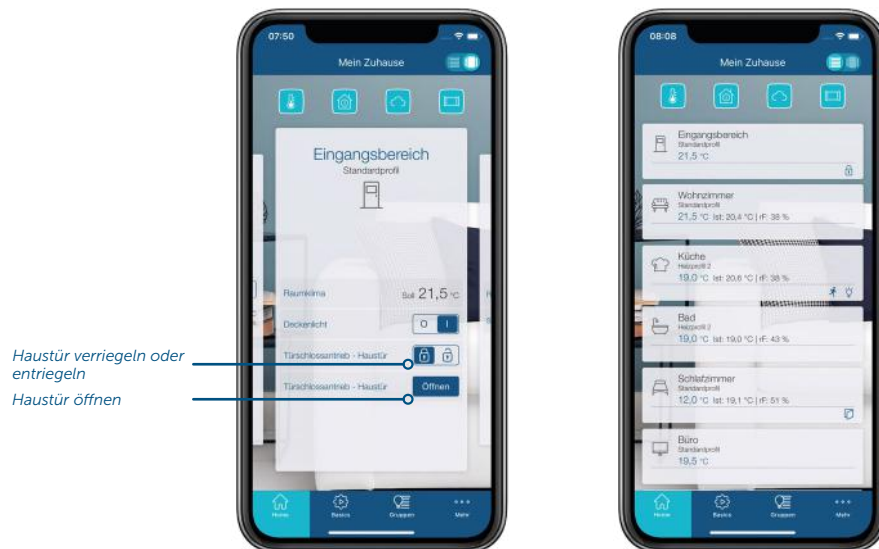 Haustür verriegeln oder
entriegeln
Haustür öffnen
07:50
Mein Zuhause
Eingangsbereich
Standardprofil
Raumklima Soll 21,5 °C
Deckenlicht O I
Türschlossantrieb - Haustür
Türschlossantrieb - Haustür Öffnen
Home Basics Gruppen Mehr
08:08
Mein Zuhause
Eingangsbereich
Standardprofil
21,5 °C
Wohnzimmer
Standardprofil
21,5 °C Ist: 20,4 °C | rF: 38 %
Küche
Heizprofil 2
19,0 °C Ist: 20,6 °C | rF: 38 %
Bad
Heizprofil 2
19,0 °C Ist: 19,0 °C | rF: 43 %
Schlafzimmer
Standardprofil
12,0 °C Ist: 19,1 °C | rF: 51 %
Büro
Standardprofil
19,5 °C
Home Basics Gruppen Mehr